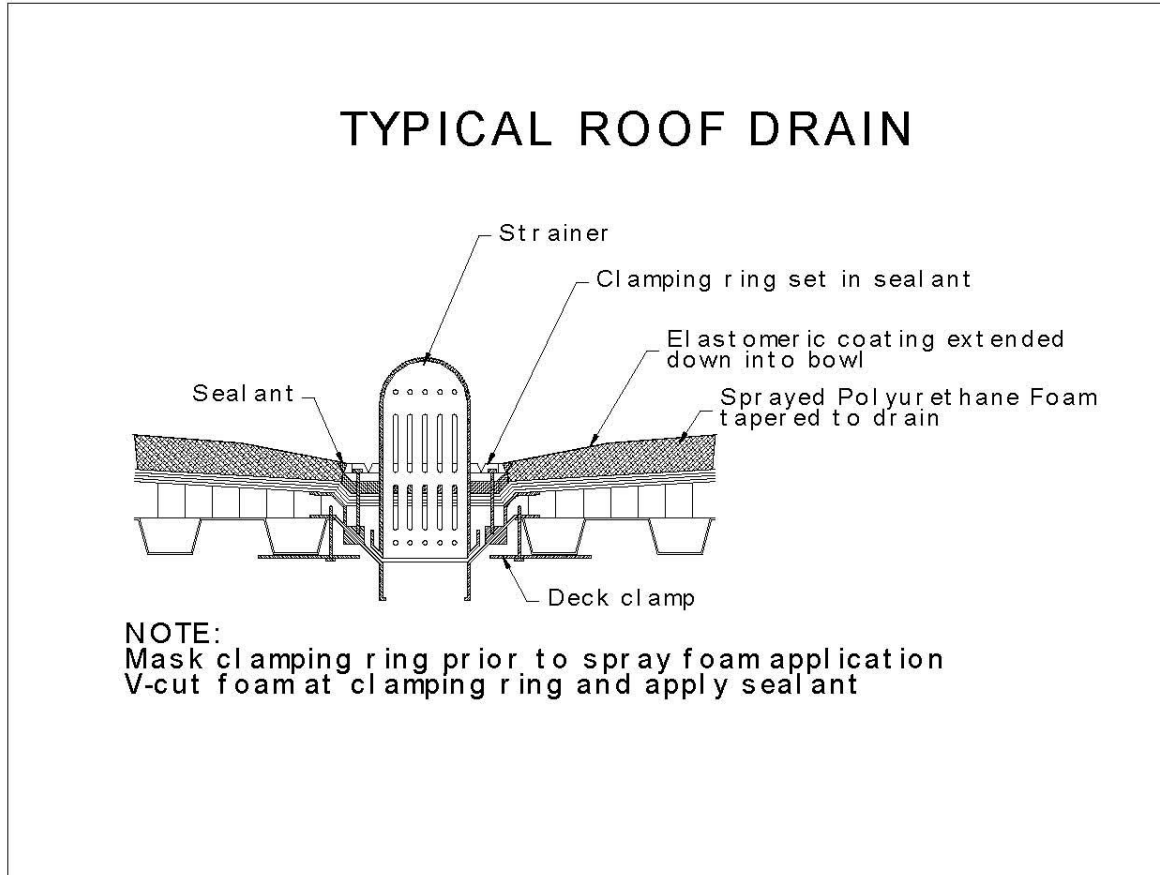 TYPICAL ROOF DRAIN
Strainer
Clamping ring set in sealant
Elastomeric coating extended
down into bowl
Sealant
Sprayed Polyurethane Foam
tapered to drain
Deck clamp
NOTE:
Mask clamping ring prior to spray foam application
V-cut foam at clamping ring and apply sealant